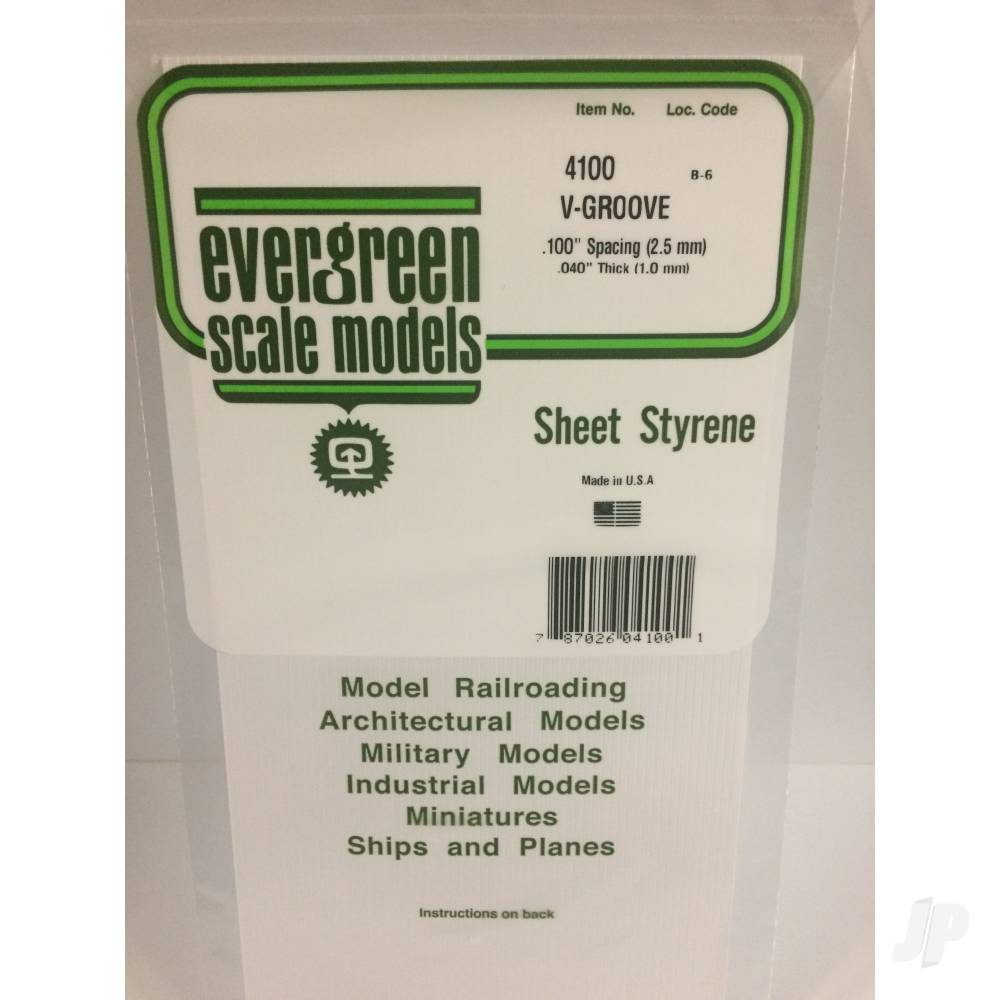 Item No. Loc. Code
4100 B-6
V-GROOVE
.100" Spacing (2.5 mm)
.040" Thick (1.0 mm)
evergreen
scale models
Sheet Styrene
Made in U.S.A
7 87026 04100 1
Model Railroading
Architectural Models
Military Models
Industrial Models
Miniatures
Ships and Planes
Instructions on back
JP